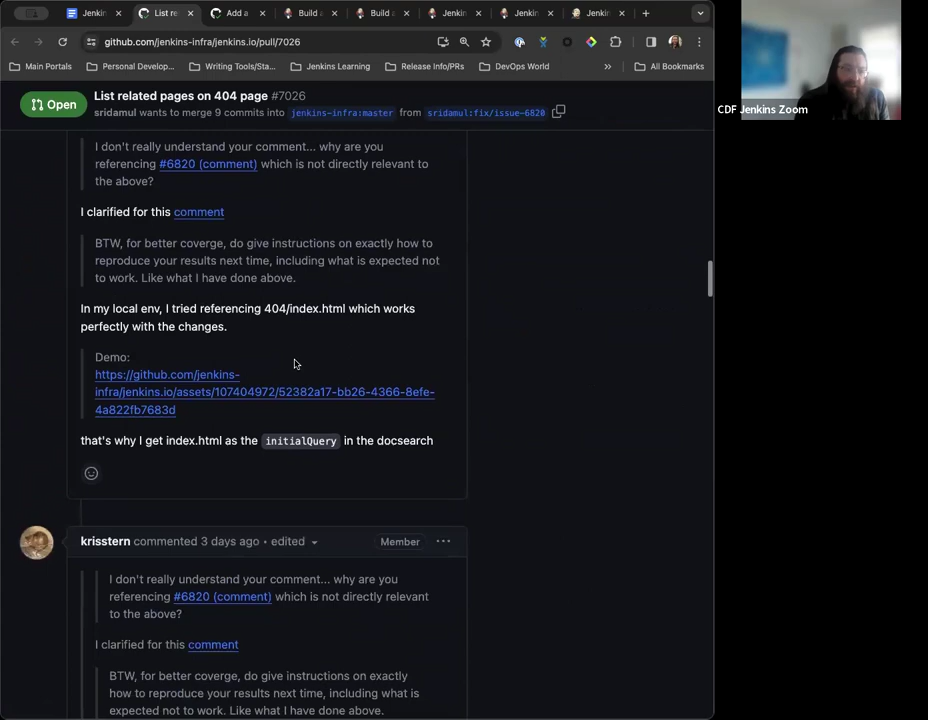 Jenkin
List re
Add a
Build a
Build a
Jenkin
Jenkin
Jenkin
github.com/jenkins-infra/jenkins.io/pull/7026
Main Portals
Personal Develop...
Writing Tools/Sta...
Jenkins Learning
Release Info/PRs
DevOps World
»
All Bookmarks
Open
List related pages on 404 page #7026
sridamul wants to merge 9 commits into jenkins-infra:master from sridamul:fix/issue-6820
I don't really understand your comment... why are you
referencing #6820 (comment) which is not directly relevant to
the above?
I clarified for this comment
BTW, for better coverge, do give instructions on exactly how to
reproduce your results next time, including what is expected not
to work. Like what I have done above.
In my local env, I tried referencing 404/index.html which works
perfectly with the changes.
Demo:
https://github.com/jenkins-
infra/jenkins.io/assets/107404972/52382a17-bb26-4366-8efe-
4a822fb7683d
that's why I get index.html as the initialQuery in the docsearch
krisstern commented 3 days ago • edited
Member
I don't really understand your comment... why are you
referencing #6820 (comment) which is not directly relevant
to the above?
I clarified for this comment
BTW, for better coverge, do give instructions on exactly
how to reproduce your results next time, including what is
expected not to work. Like what I have done above.
CDF Jenkins Zoom